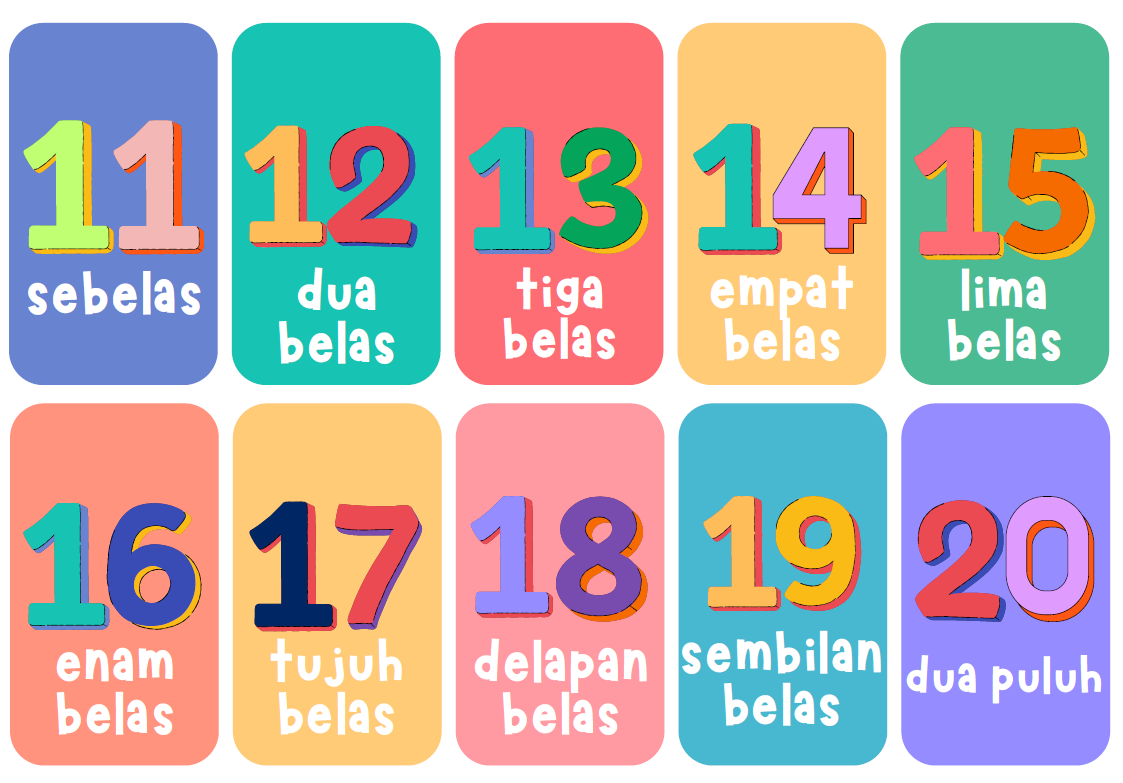 11
sebelas
12
dua
belas
13
tiga
belas
14
empat
belas
15
lima
belas
16
enam
belas
17
tujuh
belas
18
delapan
belas
19
sembilan
belas
20
dua puluh